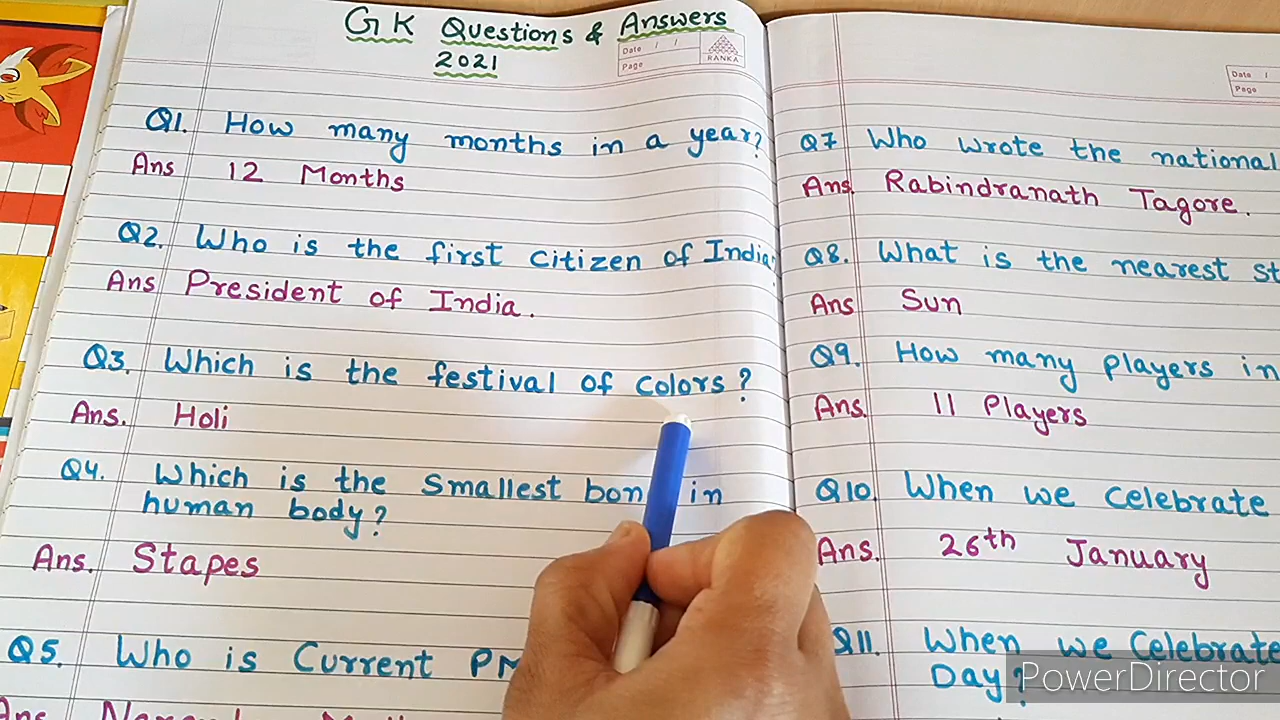 GK Questions & Answers
2021
Date / /
Page
RANKA
Q1. How many months in a year?
Ans 12 Months
Q2. Who is the first citizen of India?
Ans President of India.
Q3. Which is the festival of colors?
Ans. Holi
Q4. Which is the smallest in
human body?
Ans. Stapes
Q5. Who is Current
Ans
Date /
Page
Q7 Who wrote the national
Ans. Rabindranath Tagore.
Q8. What is the nearest
Ans Sun
Q9. How many players in
Ans. 11 Players
Q10 When we celebrate
Ans. 26th January
Q11. When we celebrate
Day?
PowerDirector